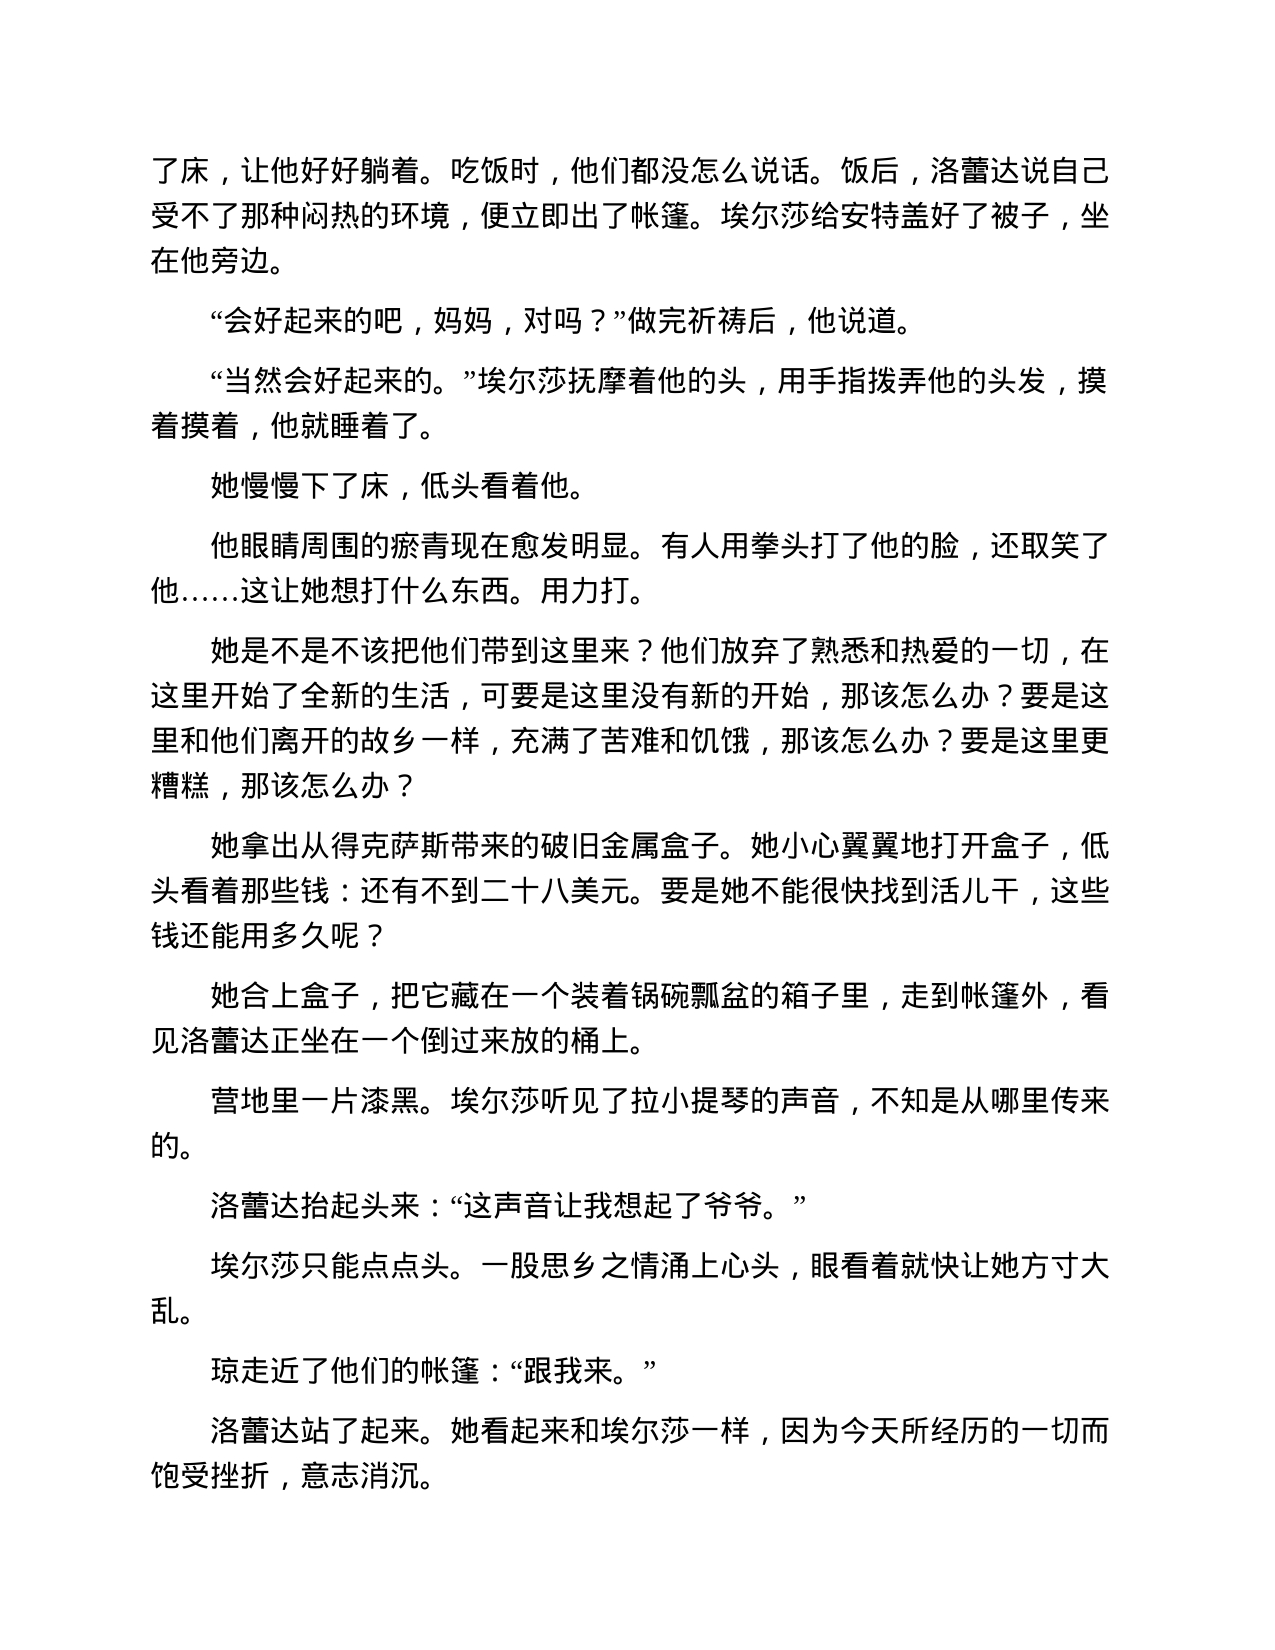 了床，让他好好躺着。吃饭时，他们都没怎么说话。饭后，洛蕾达说自己
受不了那种闷热的环境，便立即出了帐篷。埃尔莎给安特盖好了被子，坐
在他旁边。
“会好起来的吧，妈妈，对吗？”做完祈祷后，他说道。
“当然会好起来的。”埃尔莎抚摩着他的头，用手指拨弄他的头发，摸
着摸着，他就睡着了。
她慢慢下了床，低头看着他。
他眼睛周围的瘀青现在愈发明显。有人用拳头打了他的脸，还取笑了
他……这让她想打什么东西。用力打。
她是不是不该把他们带到这里来？他们放弃了熟悉和热爱的一切，在
这里开始了全新的生活，可要是这里没有新的开始，那该怎么办？要是这
里和他们离开的故乡一样，充满了苦难和饥饿，那该怎么办？要是这里更
糟糕，那该怎么办？
她拿出从得克萨斯带来的破旧金属盒子。她小心翼翼地打开盒子，低
头看着那些钱：还有不到二十八美元。要是她不能很快找到活儿干，这些
钱还能用多久呢？
她合上盒子，把它藏在一个装着锅碗瓢盆的箱子里，走到帐篷外，看
见洛蕾达正坐在一个倒过来放的桶上。
营地里一片漆黑。埃尔莎听见了拉小提琴的声音，不知是从哪里传来
的。
洛蕾达抬起头来：“这声音让我想起了爷爷。”
埃尔莎只能点点头。一股思乡之情涌上心头，眼看着就快让她方寸大
乱。
琼走近了他们的帐篷：“跟我来。”
洛蕾达站了起来。她看起来和埃尔莎一样，因为今天所经历的一切而
饱受挫折，意志消沉。